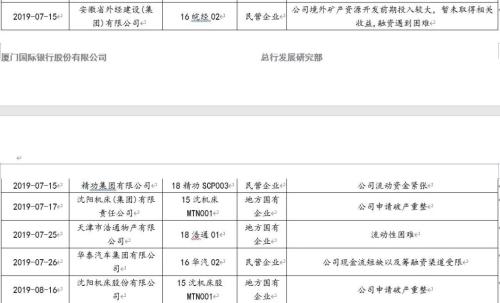 2019-07-15 安徽省外经建设(集团)有限公司 16 皖经 02 民营企业 公司境外矿产资源开发前期投入较大，暂未取得相关收益,融资遇到困难
厦门国际银行股份有限公司 总行发展研究部
2019-07-15 精功集团有限公司 18 精功 SCP003 民营企业 公司流动资金紧张
2019-07-17 沈阳机床(集团)有限责任公司 15 沈机床 MTN001 地方国有企业 公司申请破产重整
2019-07-25 天津市浩通物产有限公司 18 浩通 01 地方国有企业 流动性困难
2019-07-26 华泰汽车集团有限公司 16 华汽 02 民营企业 公司现金流短缺以及筹融资渠道受限
2019-08-16 沈阳机床股份有限公司 15 沈机床股 MTN001 地方国有企业 公司申请破产重整